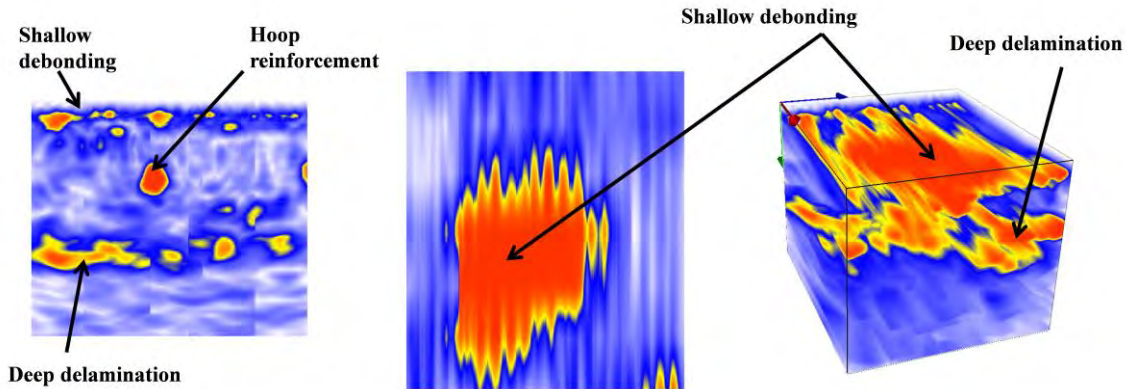 Shallow
debonding
Hoop
reinforcement
Deep delamination
Shallow debonding
Deep delamination